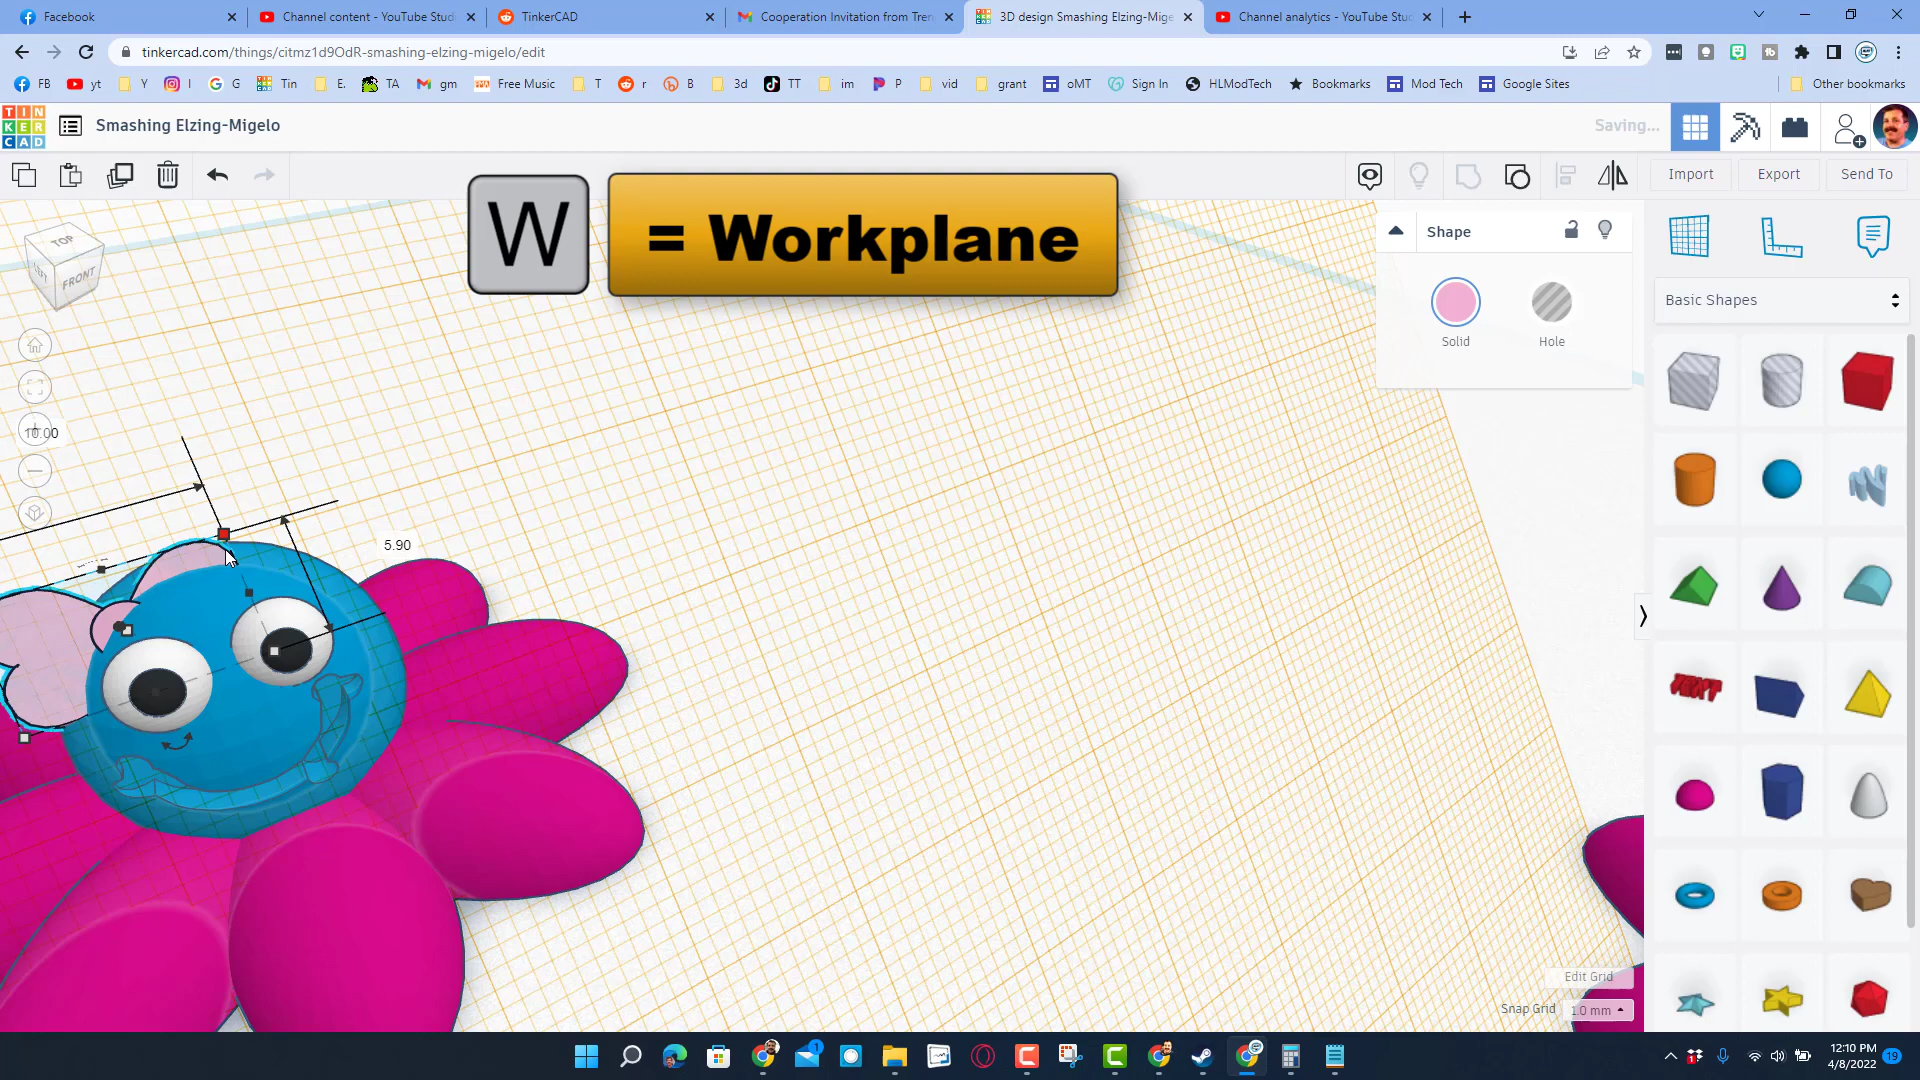 Facebook
Channel content - YouTube Stud
TinkerCAD
Cooperation Invitation from Tren
3D design Smashing Elzing-Mige
Channel analytics - YouTube Stud
tinkercad.com/things/citmz1d9OdR-smashing-elzing-migelo/edit
FB
yt
Y
I
G
Tin
E.
TA
gm
Free Music
T
r
B
3d
TT
im
P
vid
grant
oMT
Sign In
HLModTech
Bookmarks
Mod Tech
Google Sites
Other bookmarks
TIN
KER
CAD
Smashing Elzing-Migelo
Saving...
Import
Export
Send To
W = Workplane
TOP
LEFT
FRONT
Shape
Solid
Hole
Basic Shapes
10.00
5.90
TEXT
Edit Grid
Snap Grid
1.0 mm
1
12:10 PM
4/8/2022
19